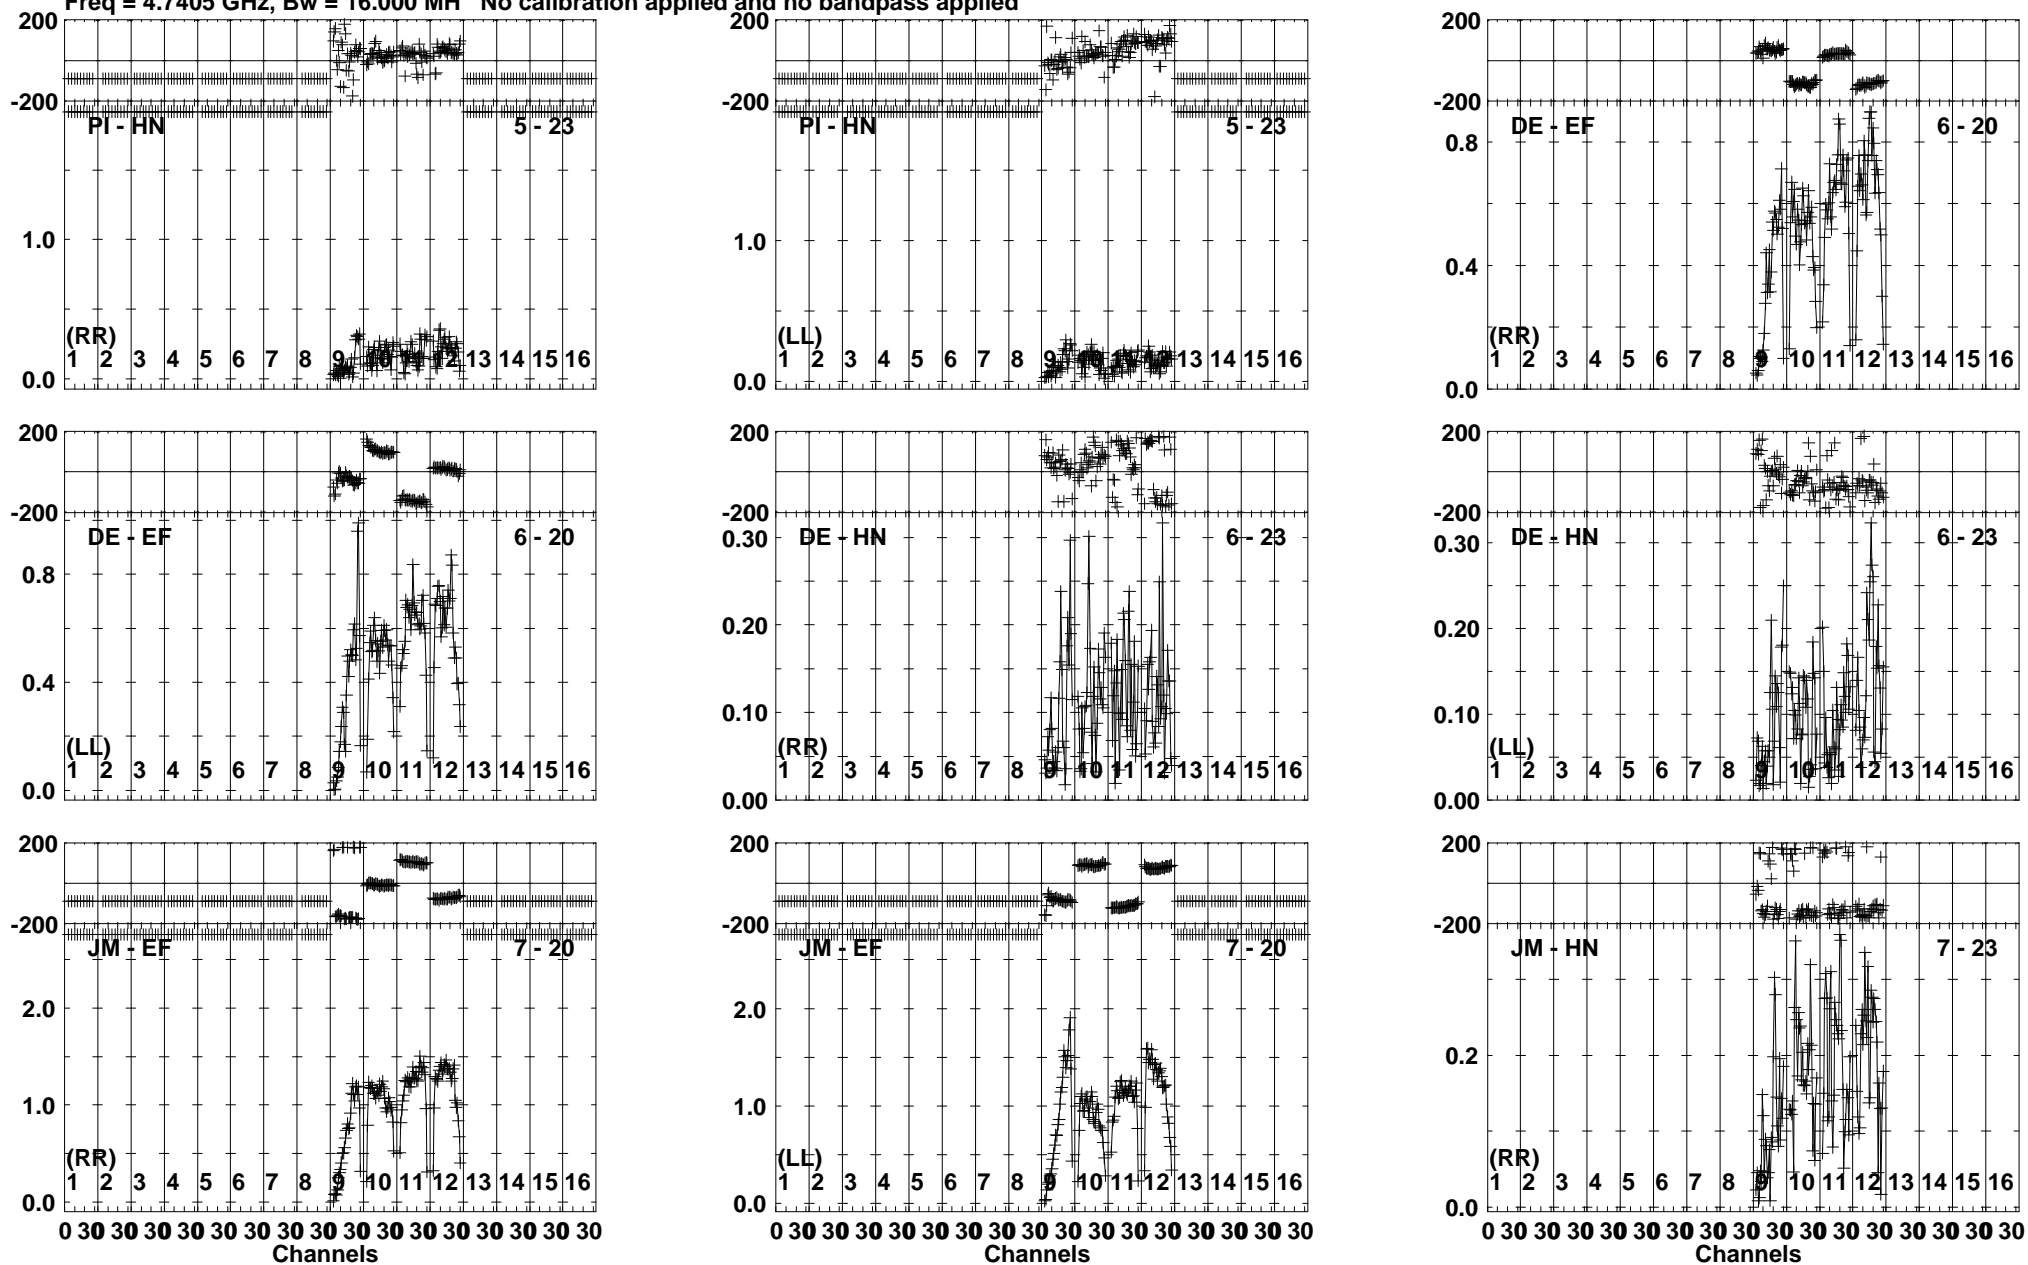 Freq = 4.7405 GHz, Bw = 16.000 MH No calibration applied and no bandpass applied
200
-200
PI - HN 5 - 23
1.0
(RR)
1 2 3 4 5 6 7 8 9 10 11 12 13 14 15 16
0.0
200
-200
PI - HN 5 - 23
1.0
(LL)
1 2 3 4 5 6 7 8 9 10 11 12 13 14 15 16
0.0
200
-200
DE - EF 6 - 20
0.8
0.4
(RR)
1 2 3 4 5 6 7 8 9 10 11 12 13 14 15 16
0.0
200
-200
DE - EF 6 - 20
0.8
0.4
(LL)
1 2 3 4 5 6 7 8 9 10 11 12 13 14 15 16
0.0
200
-200
DE - HN 6 - 23
0.30
0.20
0.10
(RR)
1 2 3 4 5 6 7 8 9 10 11 12 13 14 15 16
0.00
200
-200
DE - HN 6 - 23
0.30
0.20
0.10
(LL)
1 2 3 4 5 6 7 8 9 10 11 12 13 14 15 16
0.00
200
-200
JM - EF 7 - 20
2.0
1.0
(RR)
1 2 3 4 5 6 7 8 9 10 11 12 13 14 15 16
0.0
0 30 30 30 30 30 30 30 30 30 30 30 30 30 30 30 30
Channels
200
-200
JM - EF 7 - 20
2.0
1.0
(LL)
1 2 3 4 5 6 7 8 9 10 11 12 13 14 15 16
0.0
0 30 30 30 30 30 30 30 30 30 30 30 30 30 30 30 30
Channels
200
-200
JM - HN 7 - 23
0.2
(RR)
1 2 3 4 5 6 7 8 9 10 11 12 13 14 15 16
0.0
0 30 30 30 30 30 30 30 30 30 30 30 30 30 30 30 30
Channels